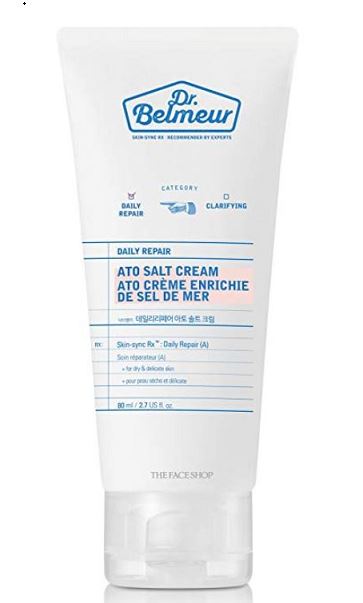 Dr.
Belmeur
SKIN-SYNC RX · RECOMMENDED BY EXPERTS
CATEGORY
DAILY
REPAIR
CLARIFYING
DAILY REPAIR
ATO SALT CREAM
ATO CRÈME ENRICHIE
DE SEL DE MER
데일리리페어 아토 솔트 크림
RX: Skin-sync Rx™ : Daily Repair (A)
Soin réparateur (A)
+ for dry & delicate skin
+ pour peau sèche et délicate
80 ml / 2.7 US fl. oz.
THE FACE SHOP